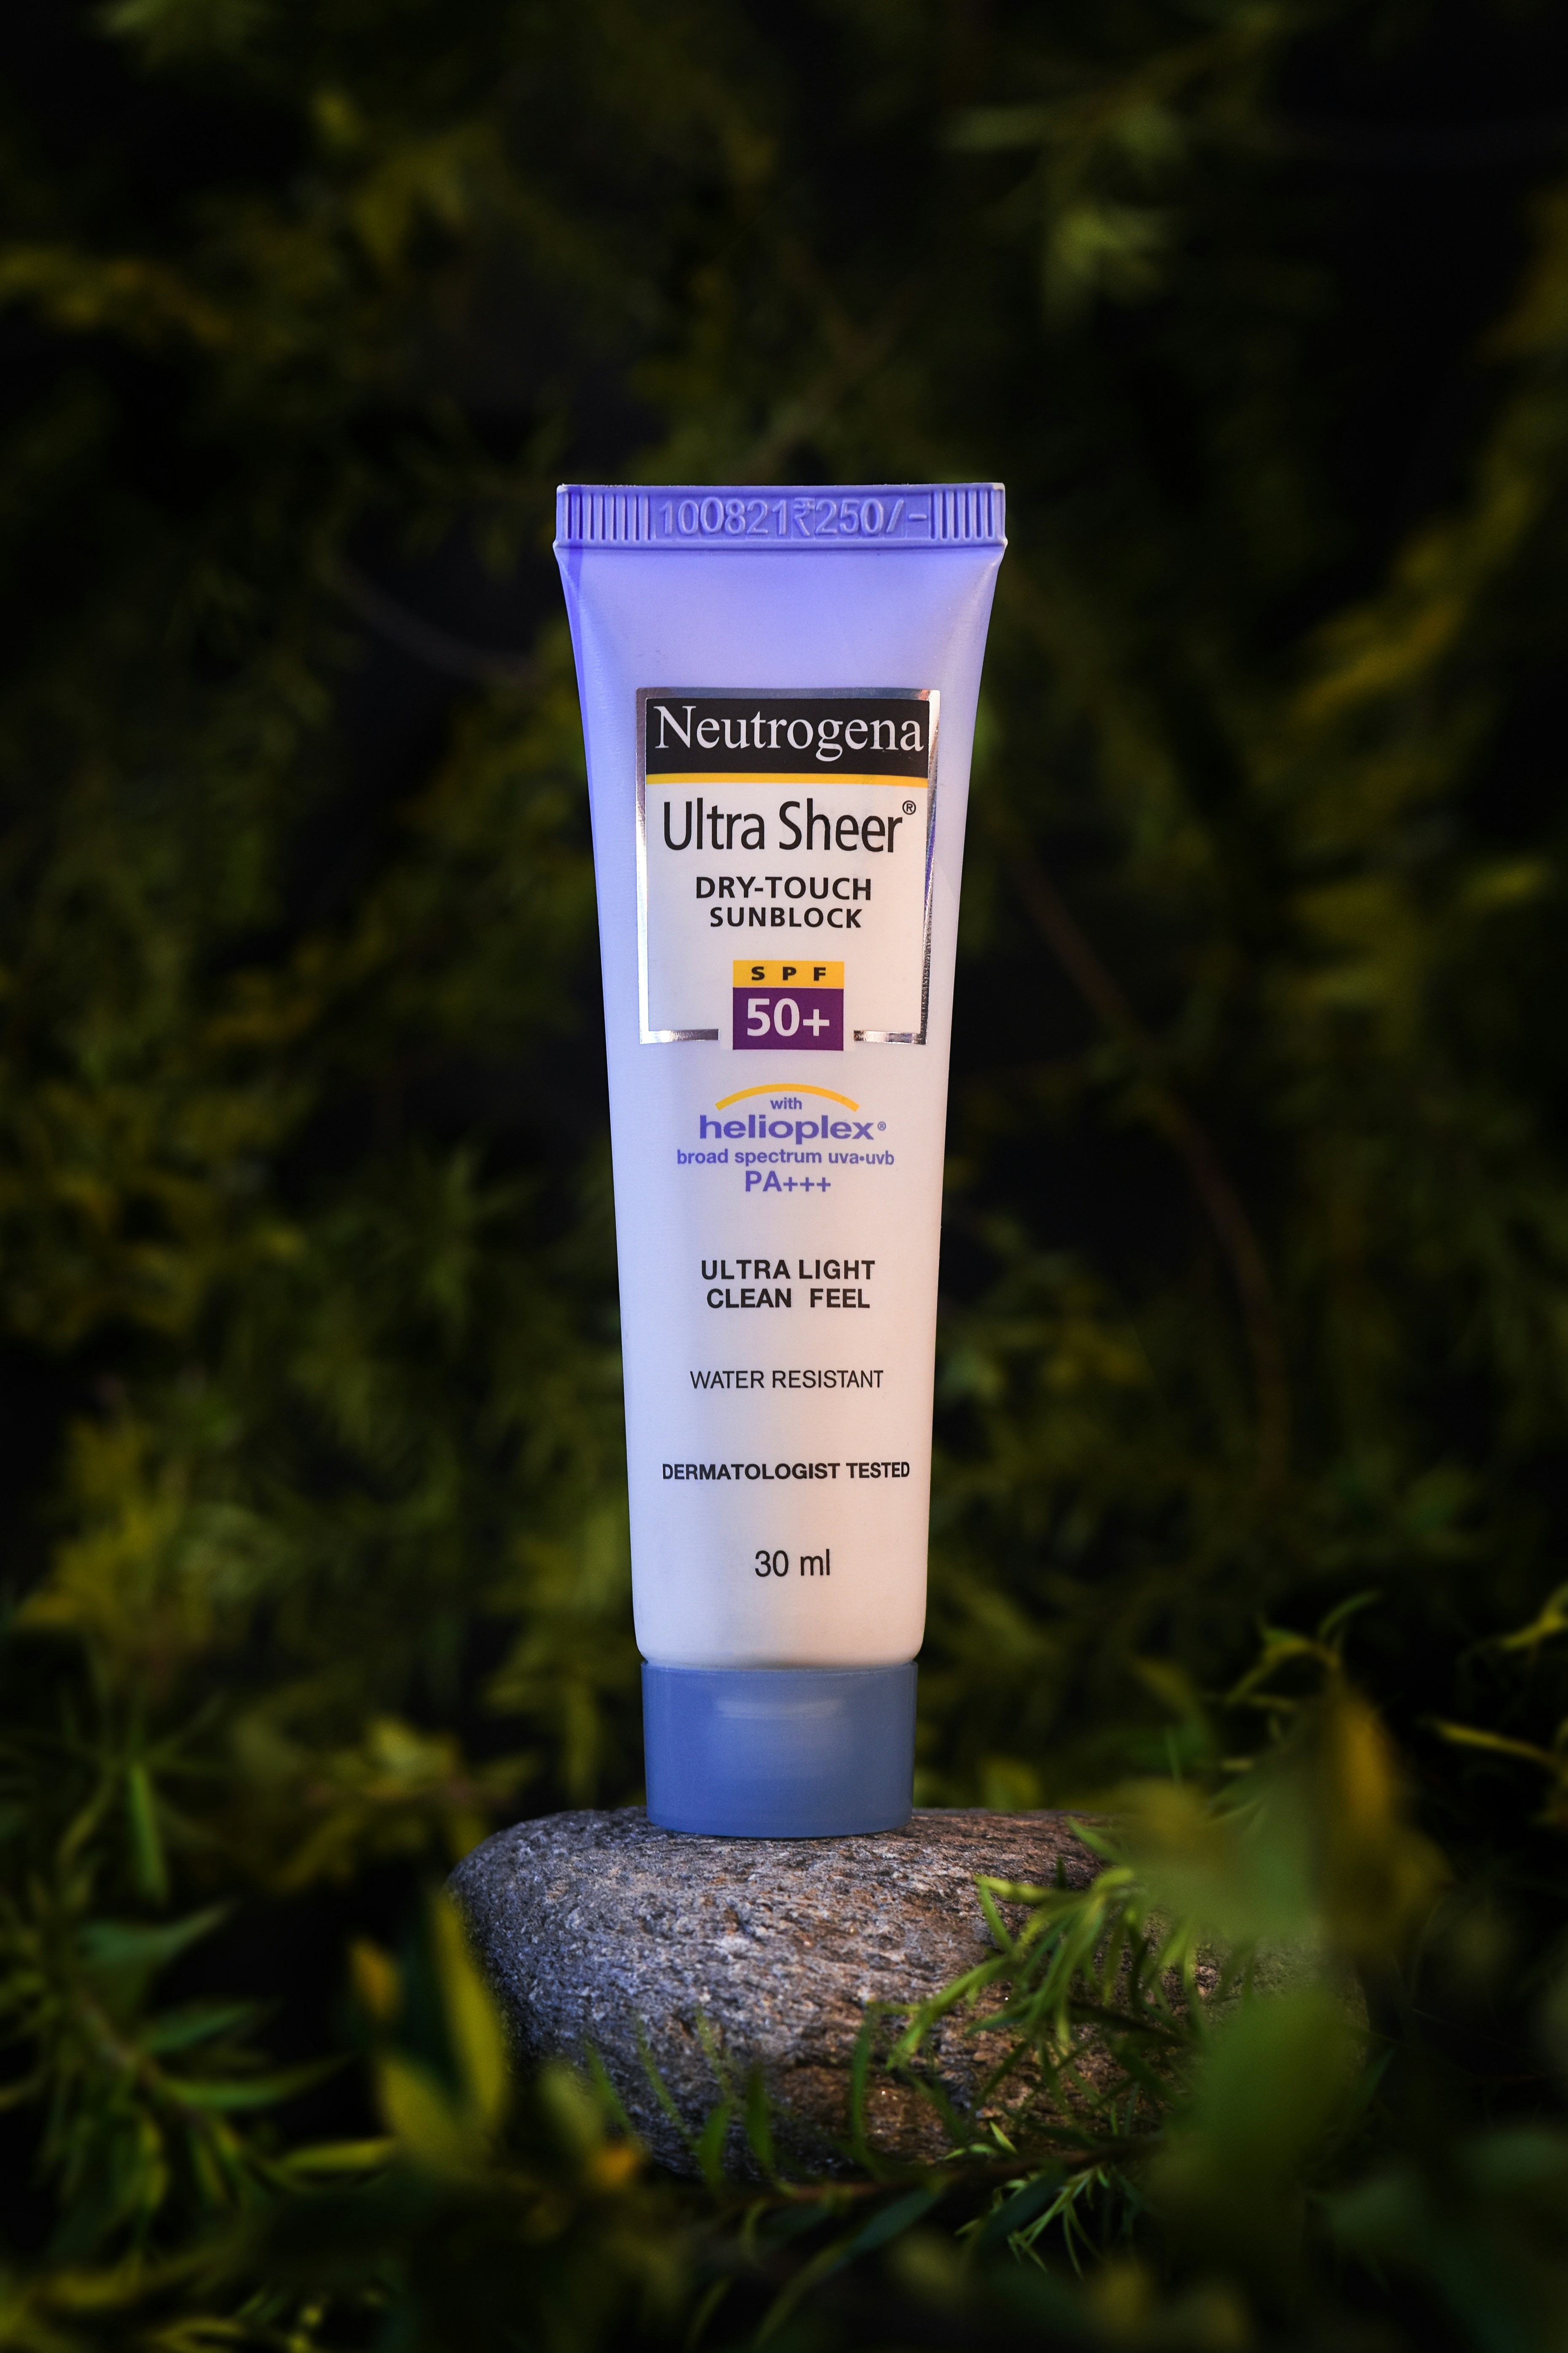 100821₹250/-
Neutrogena
Ultra Sheer®
DRY-TOUCH
SUNBLOCK
SPF
50+
with
helioplex®
broad spectrum uva•uvb
PA+++
ULTRA LIGHT
CLEAN FEEL
WATER RESISTANT
DERMATOLOGIST TESTED
30 ml